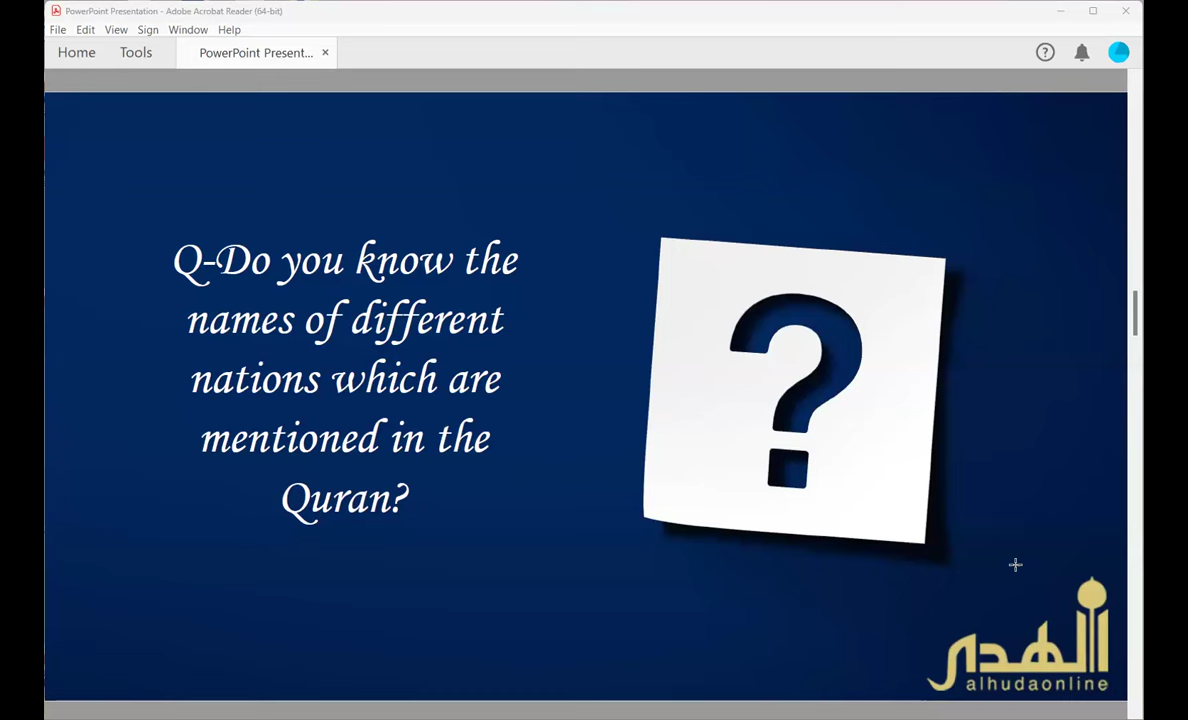 PowerPoint Presentation - Adobe Acrobat Reader (64-bit)
File Edit View Sign Window Help
Home Tools PowerPoint Present... ×
Q-Do you know the
names of different
nations which are
mentioned in the
Quran?
?
الهدى
alhudaonline